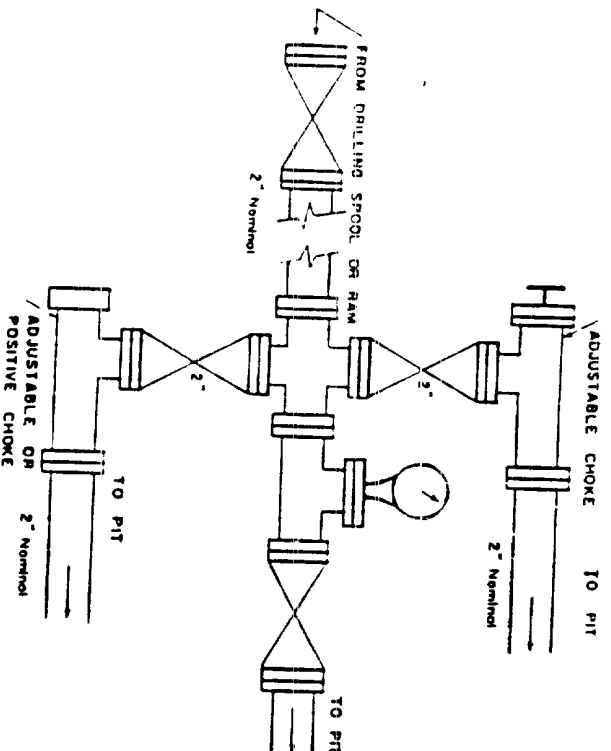 FROM DRILLING SPOOL OR RAM
2" Nominal
ADJUSTABLE CHOKE
TO PIT
2" Nominal
2"
2"
ADJUSTABLE OR
POSITIVE CHOKE
TO PIT
2" Nominal
TO PIT